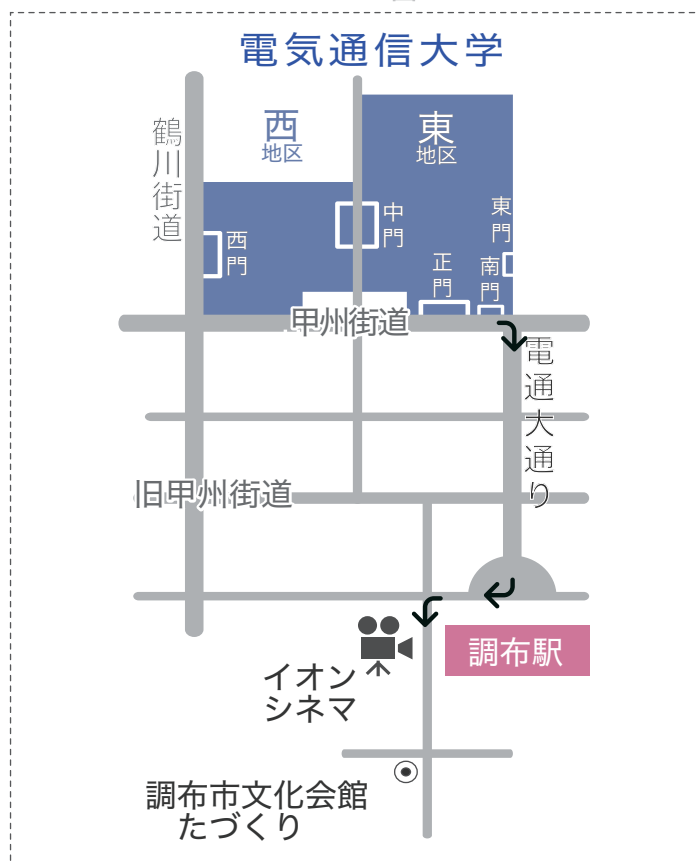 電気通信大学
西
地区
東
地区
鶴川街道
西門
中門
東門
正門
南門
甲州街道
電通大通り
旧甲州街道
調布駅
イオン
シネマ
調布市文化会館
たづくり